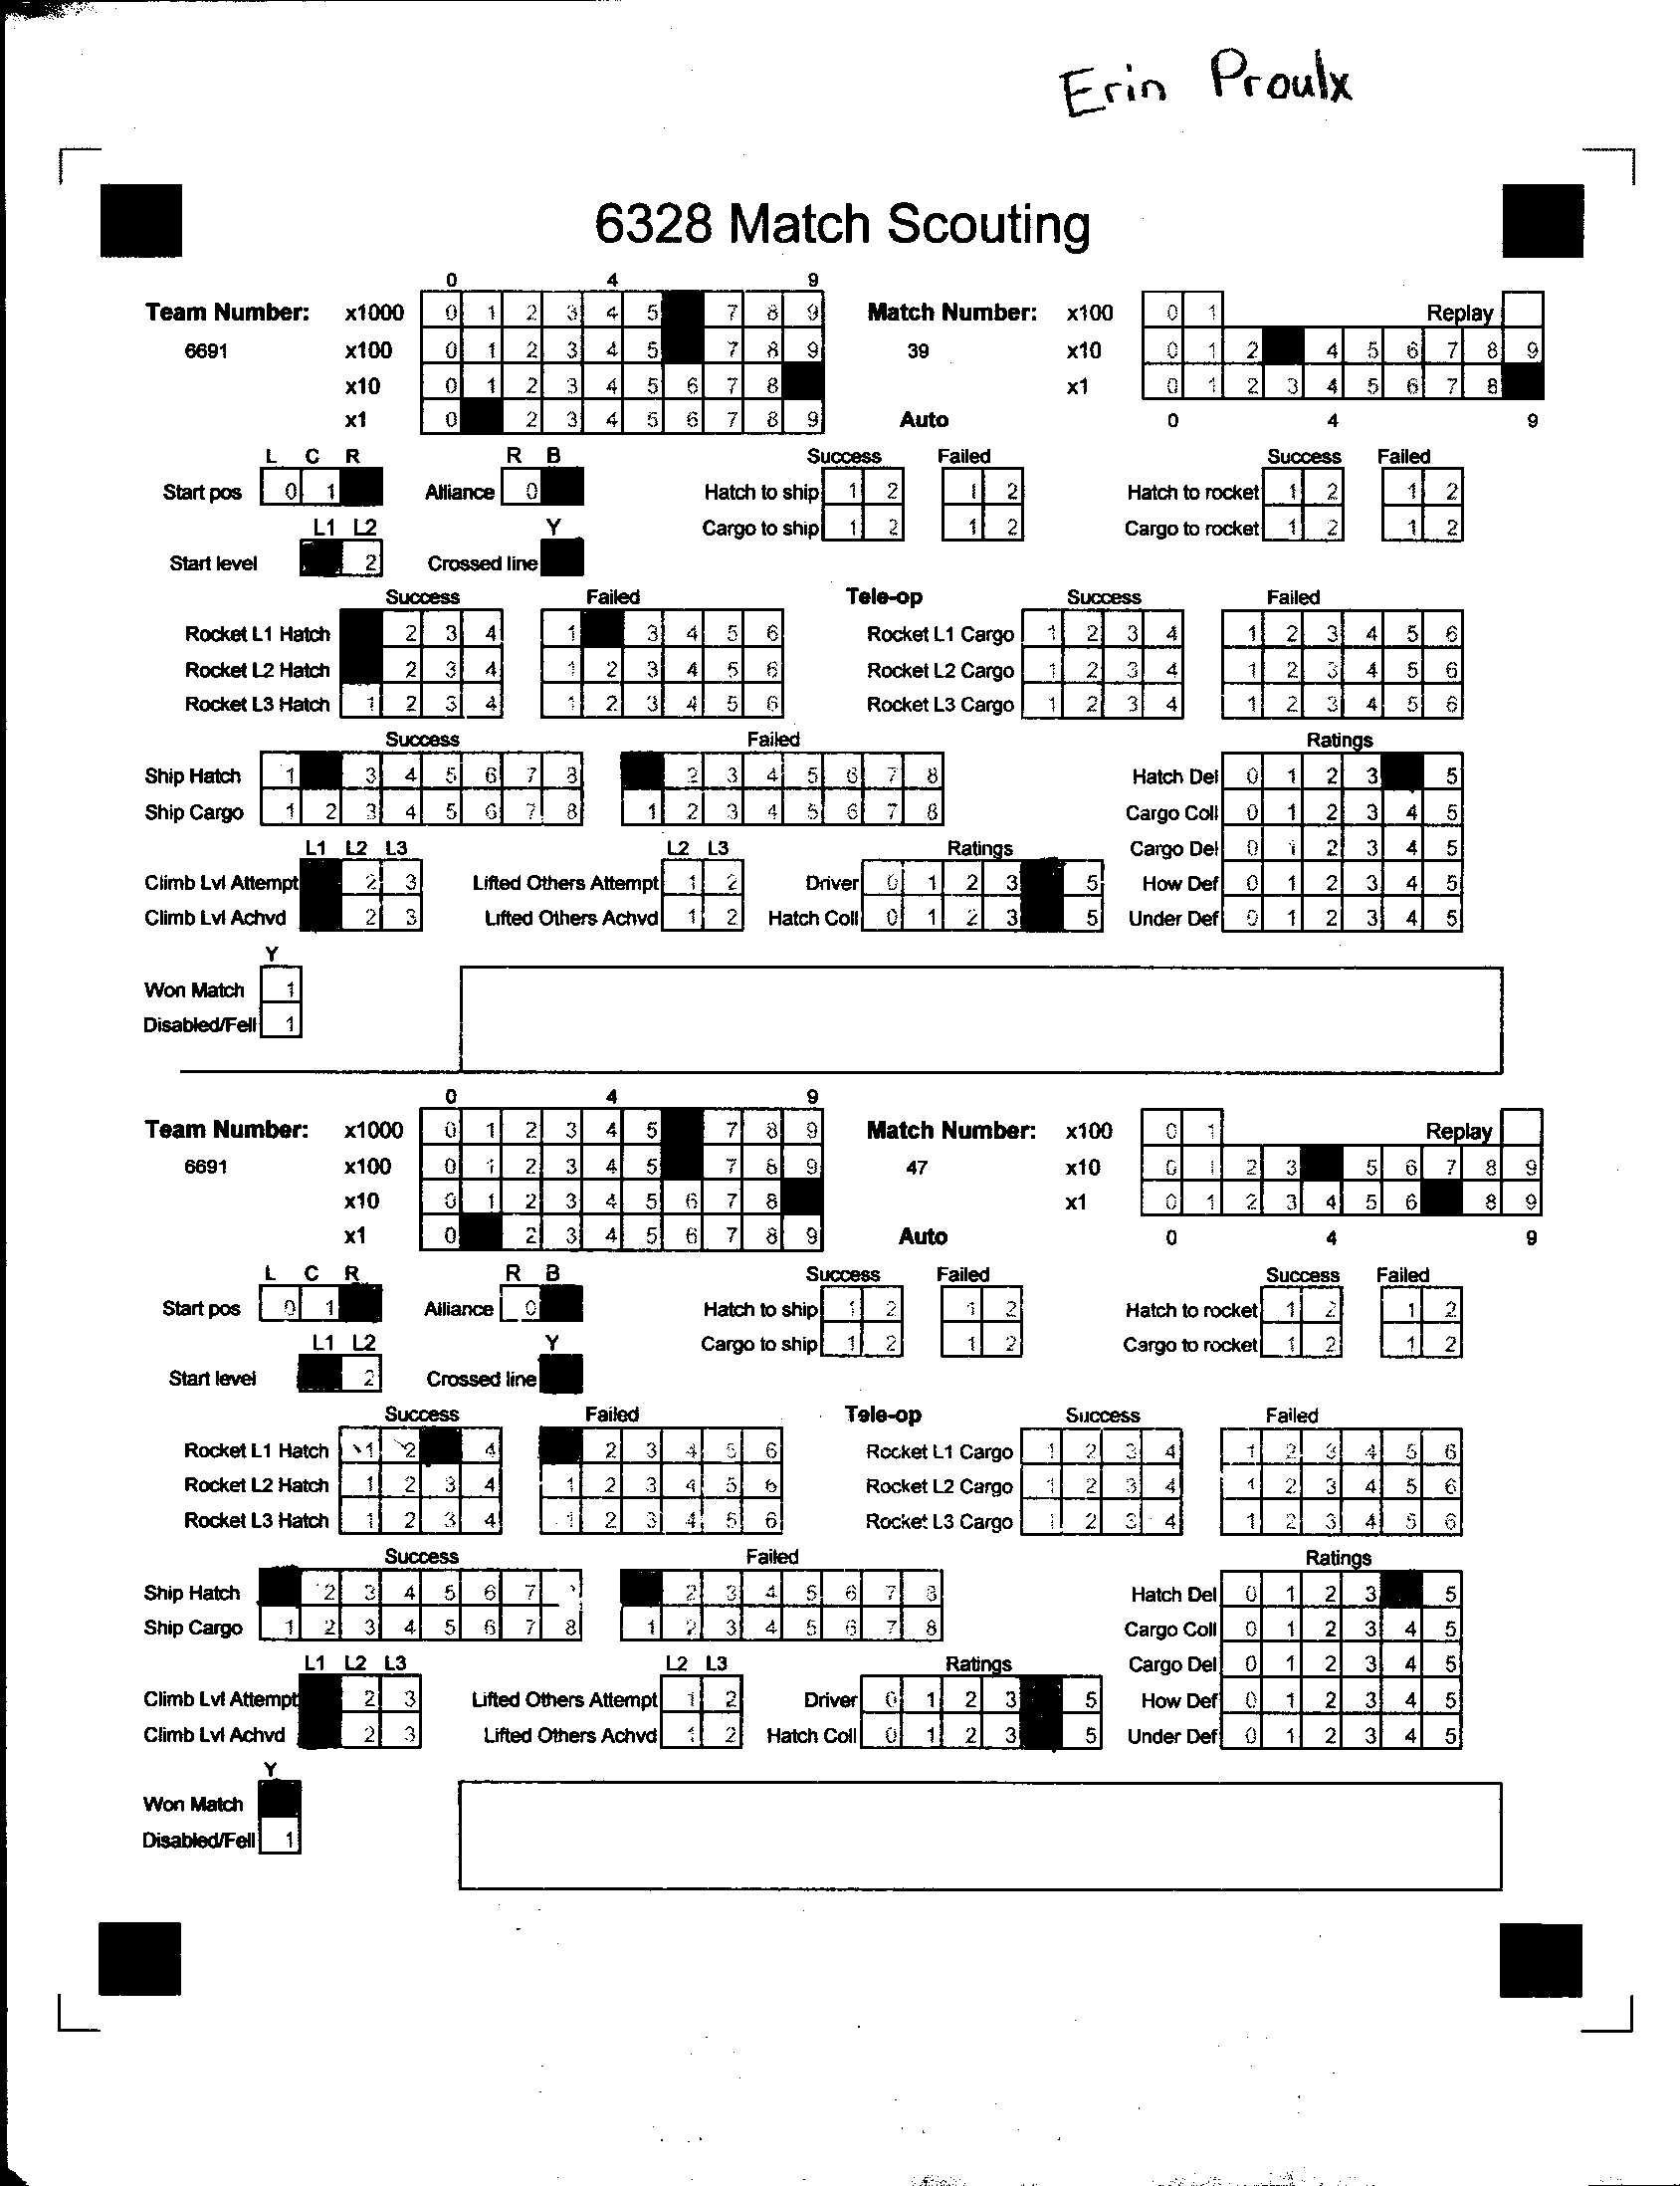 Erin Proulx
6328 Match Scouting
0 4 9
Team Number: x1000 0 1 2 3 4 5 7 8 9 Match Number: x100 0 1 Replay
6691 x100 0 1 2 3 4 5 7 8 9 39 x10 0 1 2 4 5 6 7 8 9
x10 0 1 2 3 4 5 6 7 8 x1 0 1 2 3 4 5 6 7 8
x1 0 2 3 4 5 6 7 8 9 Auto 0 4 9
L C R R B Success Failed Success Failed
Start pos 0 1 Alliance 0 Hatch to ship 1 2 1 2 Hatch to rocket 1 2 1 2
L1 L2 Y Cargo to ship 1 2 1 2 Cargo to rocket 1 2 1 2
Start level 2 Crossed line
Success Failed Tele-op Success Failed
Rocket L1 Hatch 2 3 4 1 3 4 5 6 Rocket L1 Cargo 1 2 3 4 1 2 3 4 5 6
Rocket L2 Hatch 2 3 4 1 2 3 4 5 6 Rocket L2 Cargo 1 2 3 4 1 2 3 4 5 6
Rocket L3 Hatch 1 2 3 4 1 2 3 4 5 6 Rocket L3 Cargo 1 2 3 4 1 2 3 4 5 6
Success Failed Ratings
Ship Hatch 1 3 4 5 6 7 8 2 3 4 5 6 7 8 Hatch Del 0 1 2 3 5
Ship Cargo 1 2 3 4 5 6 7 8 1 2 3 4 5 6 7 8 Cargo Coll 0 1 2 3 4 5
L1 L2 L3 L2 L3 Ratings Cargo Del 0 1 2 3 4 5
Climb Lvl Attempt 2 3 Lifted Others Attempt 1 2 Driver 0 1 2 3 5 How Def 0 1 2 3 4 5
Climb Lvl Achvd 2 3 Lifted Others Achvd 1 2 Hatch Coll 0 1 2 3 5 Under Def 0 1 2 3 4 5
Y
Won Match 1
Disabled/Fell 1
0 4 9
Team Number: x1000 0 1 2 3 4 5 7 8 9 Match Number: x100 0 1 Replay
6691 x100 0 1 2 3 4 5 7 8 9 47 x10 0 1 2 3 5 6 7 8 9
x10 0 1 2 3 4 5 6 7 8 x1 0 1 2 3 4 5 6 8 9
x1 0 2 3 4 5 6 7 8 9 Auto 0 4 9
L C R R B Success Failed Success Failed
Start pos 0 1 Alliance 0 Hatch to ship 1 2 1 2 Hatch to rocket 1 2 1 2
L1 L2 Y Cargo to ship 1 2 1 2 Cargo to rocket 1 2 1 2
Start level 2 Crossed line
Success Failed Tele-op Success Failed
Rocket L1 Hatch 1 2 4 2 3 4 5 6 Rocket L1 Cargo 1 2 3 4 1 2 3 4 5 6
Rocket L2 Hatch 1 2 3 4 1 2 3 4 5 6 Rocket L2 Cargo 1 2 3 4 1 2 3 4 5 6
Rocket L3 Hatch 1 2 3 4 1 2 3 4 5 6 Rocket L3 Cargo 1 2 3 4 1 2 3 4 5 6
Success Failed Ratings
Ship Hatch 2 3 4 5 6 7 2 3 4 5 6 7 8 Hatch Del 0 1 2 3 5
Ship Cargo 1 2 3 4 5 6 7 8 1 2 3 4 5 6 7 8 Cargo Coll 0 1 2 3 4 5
L1 L2 L3 L2 L3 Ratings Cargo Del 0 1 2 3 4 5
Climb Lvl Attempt 2 3 Lifted Others Attempt 1 2 Driver 0 1 2 3 5 How Def 0 1 2 3 4 5
Climb Lvl Achvd 2 3 Lifted Others Achvd 1 2 Hatch Coll 0 1 2 3 5 Under Def 0 1 2 3 4 5
Y
Won Match
Disabled/Fell 1